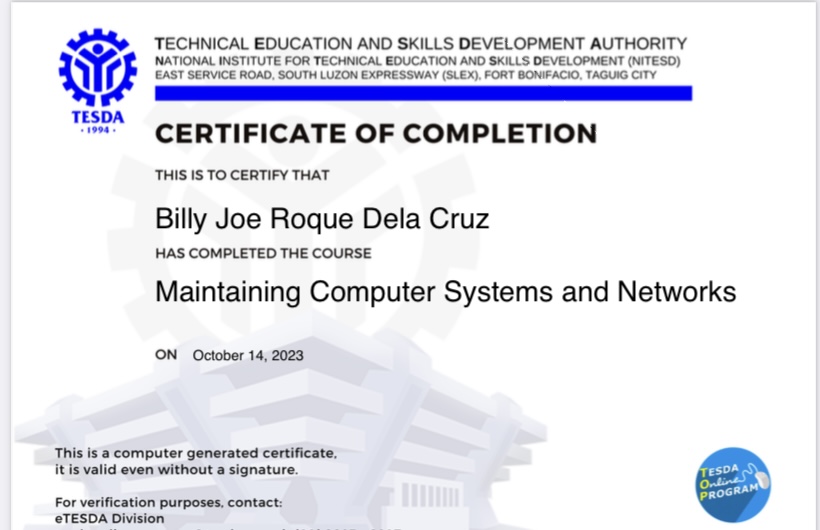 TECHNICAL EDUCATION AND SKILLS DEVELOPMENT AUTHORITY
NATIONAL INSTITUTE FOR TECHNICAL EDUCATION AND SKILLS DEVELOPMENT (NITESD)
EAST SERVICE ROAD, SOUTH LUZON EXPRESSWAY (SLEX), FORT BONIFACIO, TAGUIG CITY
TESDA
· 1994 ·
CERTIFICATE OF COMPLETION
THIS IS TO CERTIFY THAT
Billy Joe Roque Dela Cruz
HAS COMPLETED THE COURSE
Maintaining Computer Systems and Networks
ON October 14, 2023
This is a computer generated certificate,
it is valid even without a signature.
For verification purposes, contact:
eTESDA Division
TESDA
Online
PROGRAM